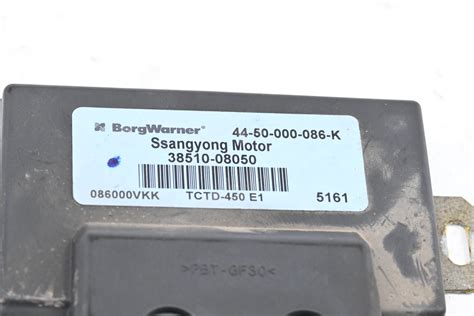 BorgWarner 44-50-000-086-K
Ssangyong Motor
38510-08050
086000VKK TCTD-450 E1 5161
>PBT-GF30<